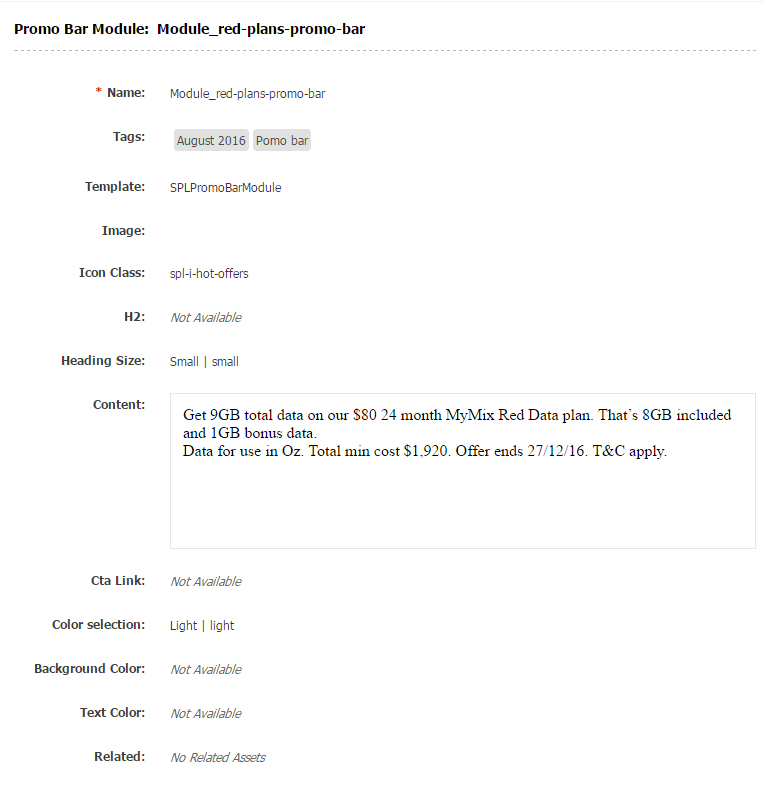 Promo Bar Module: Module_red-plans-promo-bar
* Name: Module_red-plans-promo-bar
Tags: August 2016 Pomo bar
Template: SPLPromoBarModule
Image:
Icon Class: spl-i-hot-offers
H2: Not Available
Heading Size: Small | small
Content: Get 9GB total data on our $80 24 month MyMix Red Data plan. That’s 8GB included
and 1GB bonus data.
Data for use in Oz. Total min cost $1,920. Offer ends 27/12/16. T&C apply.
Cta Link: Not Available
Color selection: Light | light
Background Color: Not Available
Text Color: Not Available
Related: No Related Assets